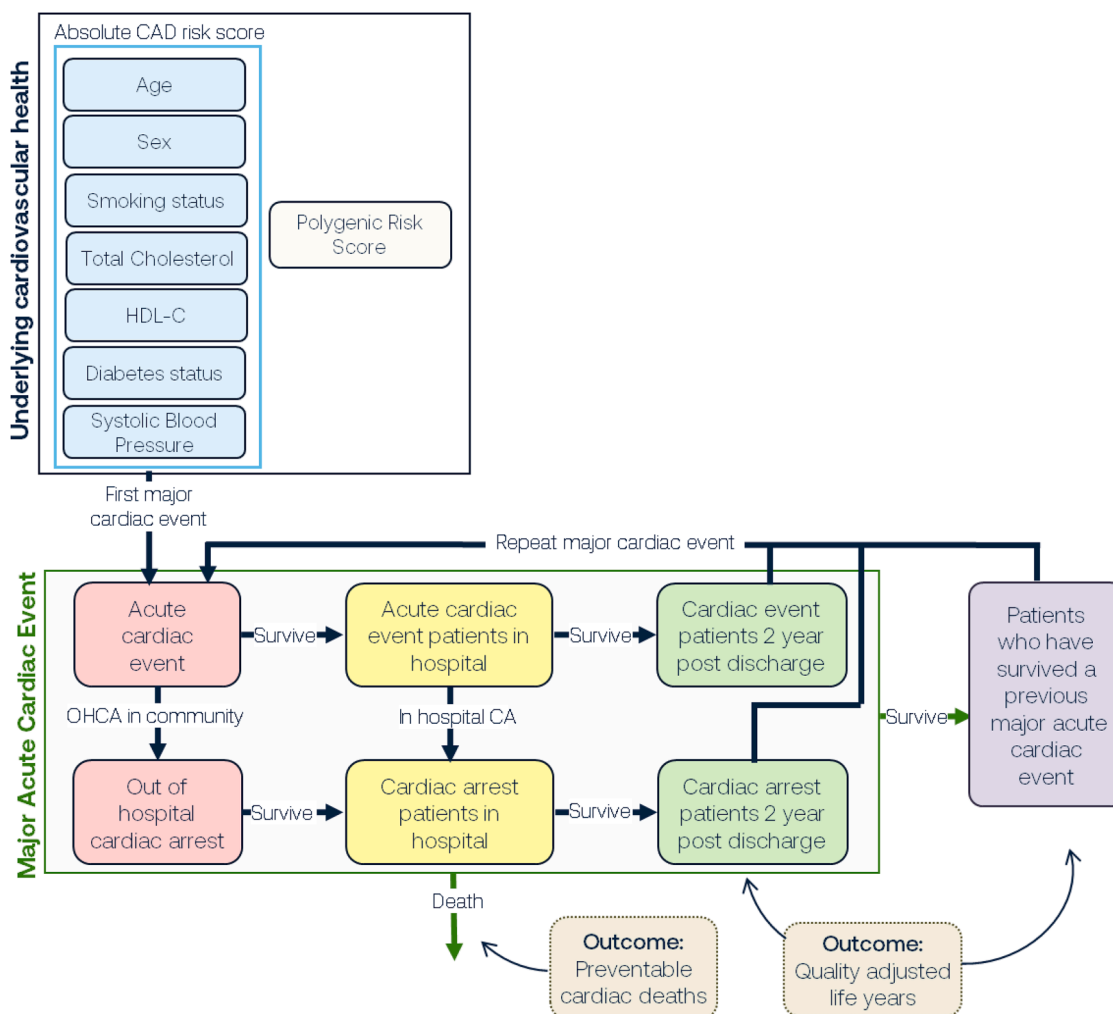 Absolute CAD risk score
Underlying cardiovascular health
Age
Sex
Smoking status
Total Cholesterol
HDL-C
Diabetes status
Systolic Blood
Pressure
Polygenic Risk
Score
First major
cardiac event
Repeat major cardiac event
Major Acute Cardiac Event
Acute
cardiac
event
Survive
Acute cardiac
event patients in
hospital
Survive
Cardiac event
patients 2 year
post discharge
OHCA in community
In hospital CA
Out of
hospital
cardiac arrest
Survive
Cardiac arrest
patients in
hospital
Survive
Cardiac arrest
patients 2 year
post discharge
Survive
Patients
who have
survived a
previous
major acute
cardiac
event
Death
Outcome:
Preventable
cardiac deaths
Outcome:
Quality adjusted
life years